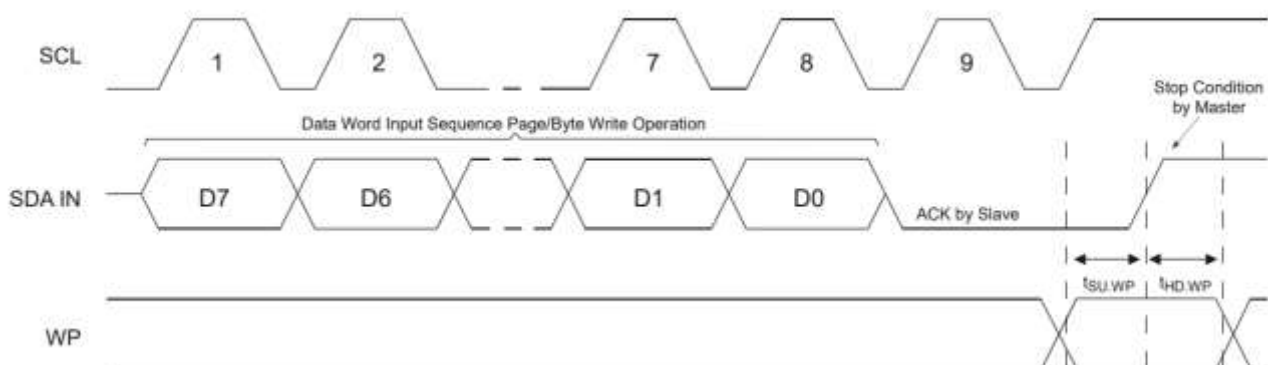 SCL
1
2
7
8
9
Stop Condition
by Master
Data Word Input Sequence Page/Byte Write Operation
SDA IN
D7
D6
D1
D0
ACK by Slave
tSU.WP
tHD.WP
WP